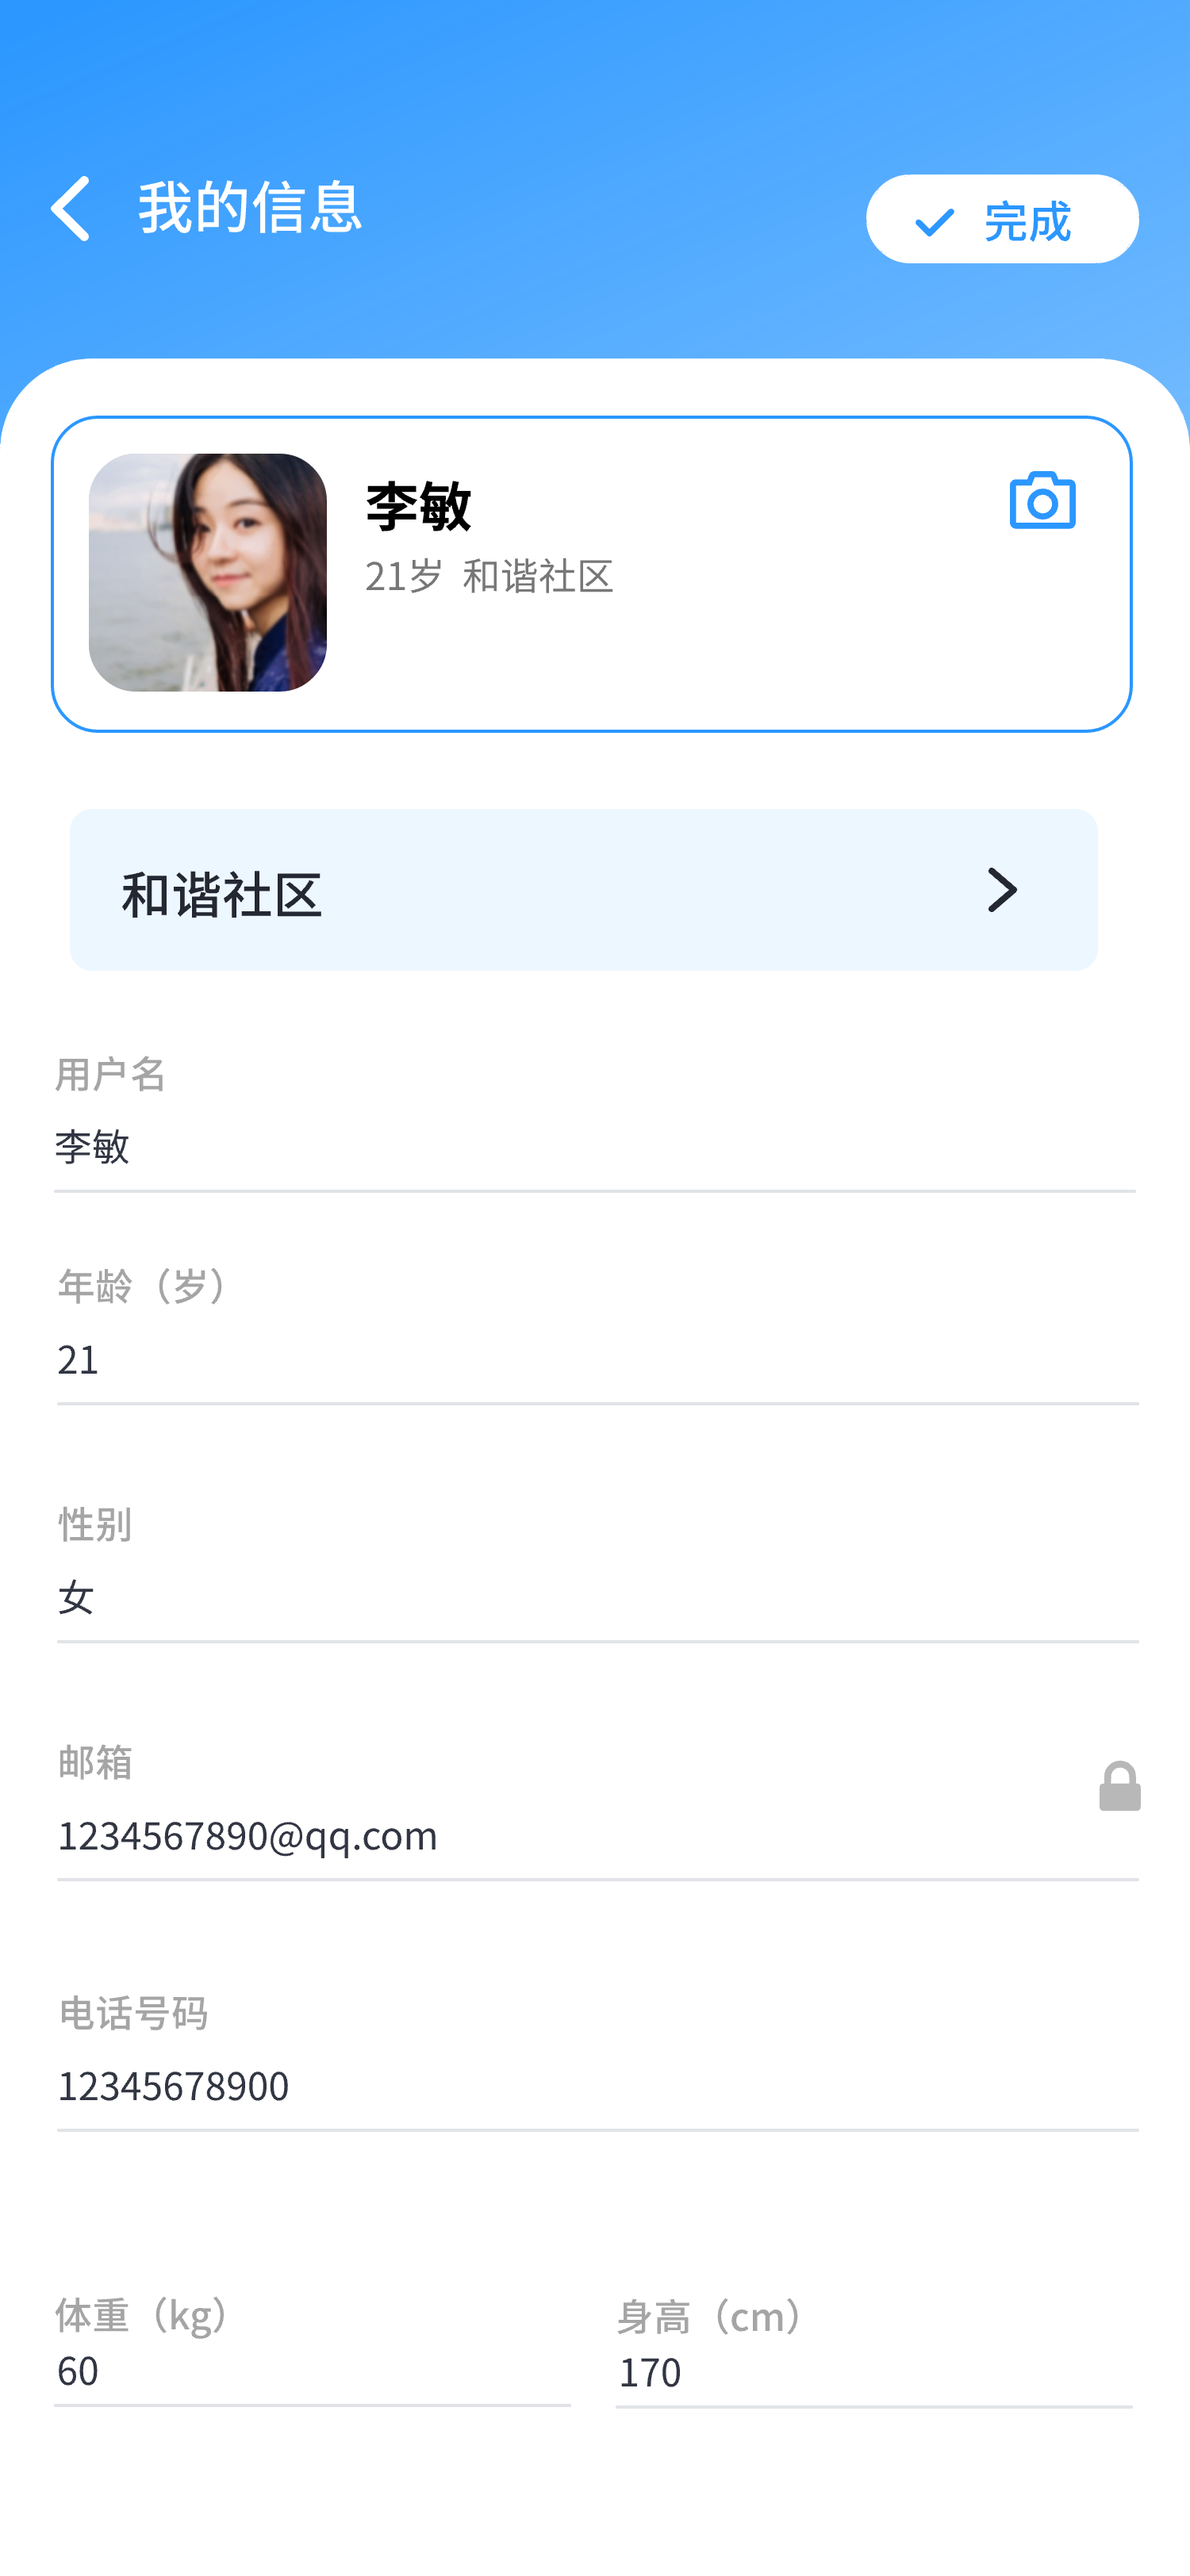 我的信息
完成
李敏
21岁 和谐社区
和谐社区
用户名
李敏
年龄（岁）
21
性别
女
邮箱
1234567890@qq.com
电话号码
12345678900
体重（kg） 身高（cm）
60 170